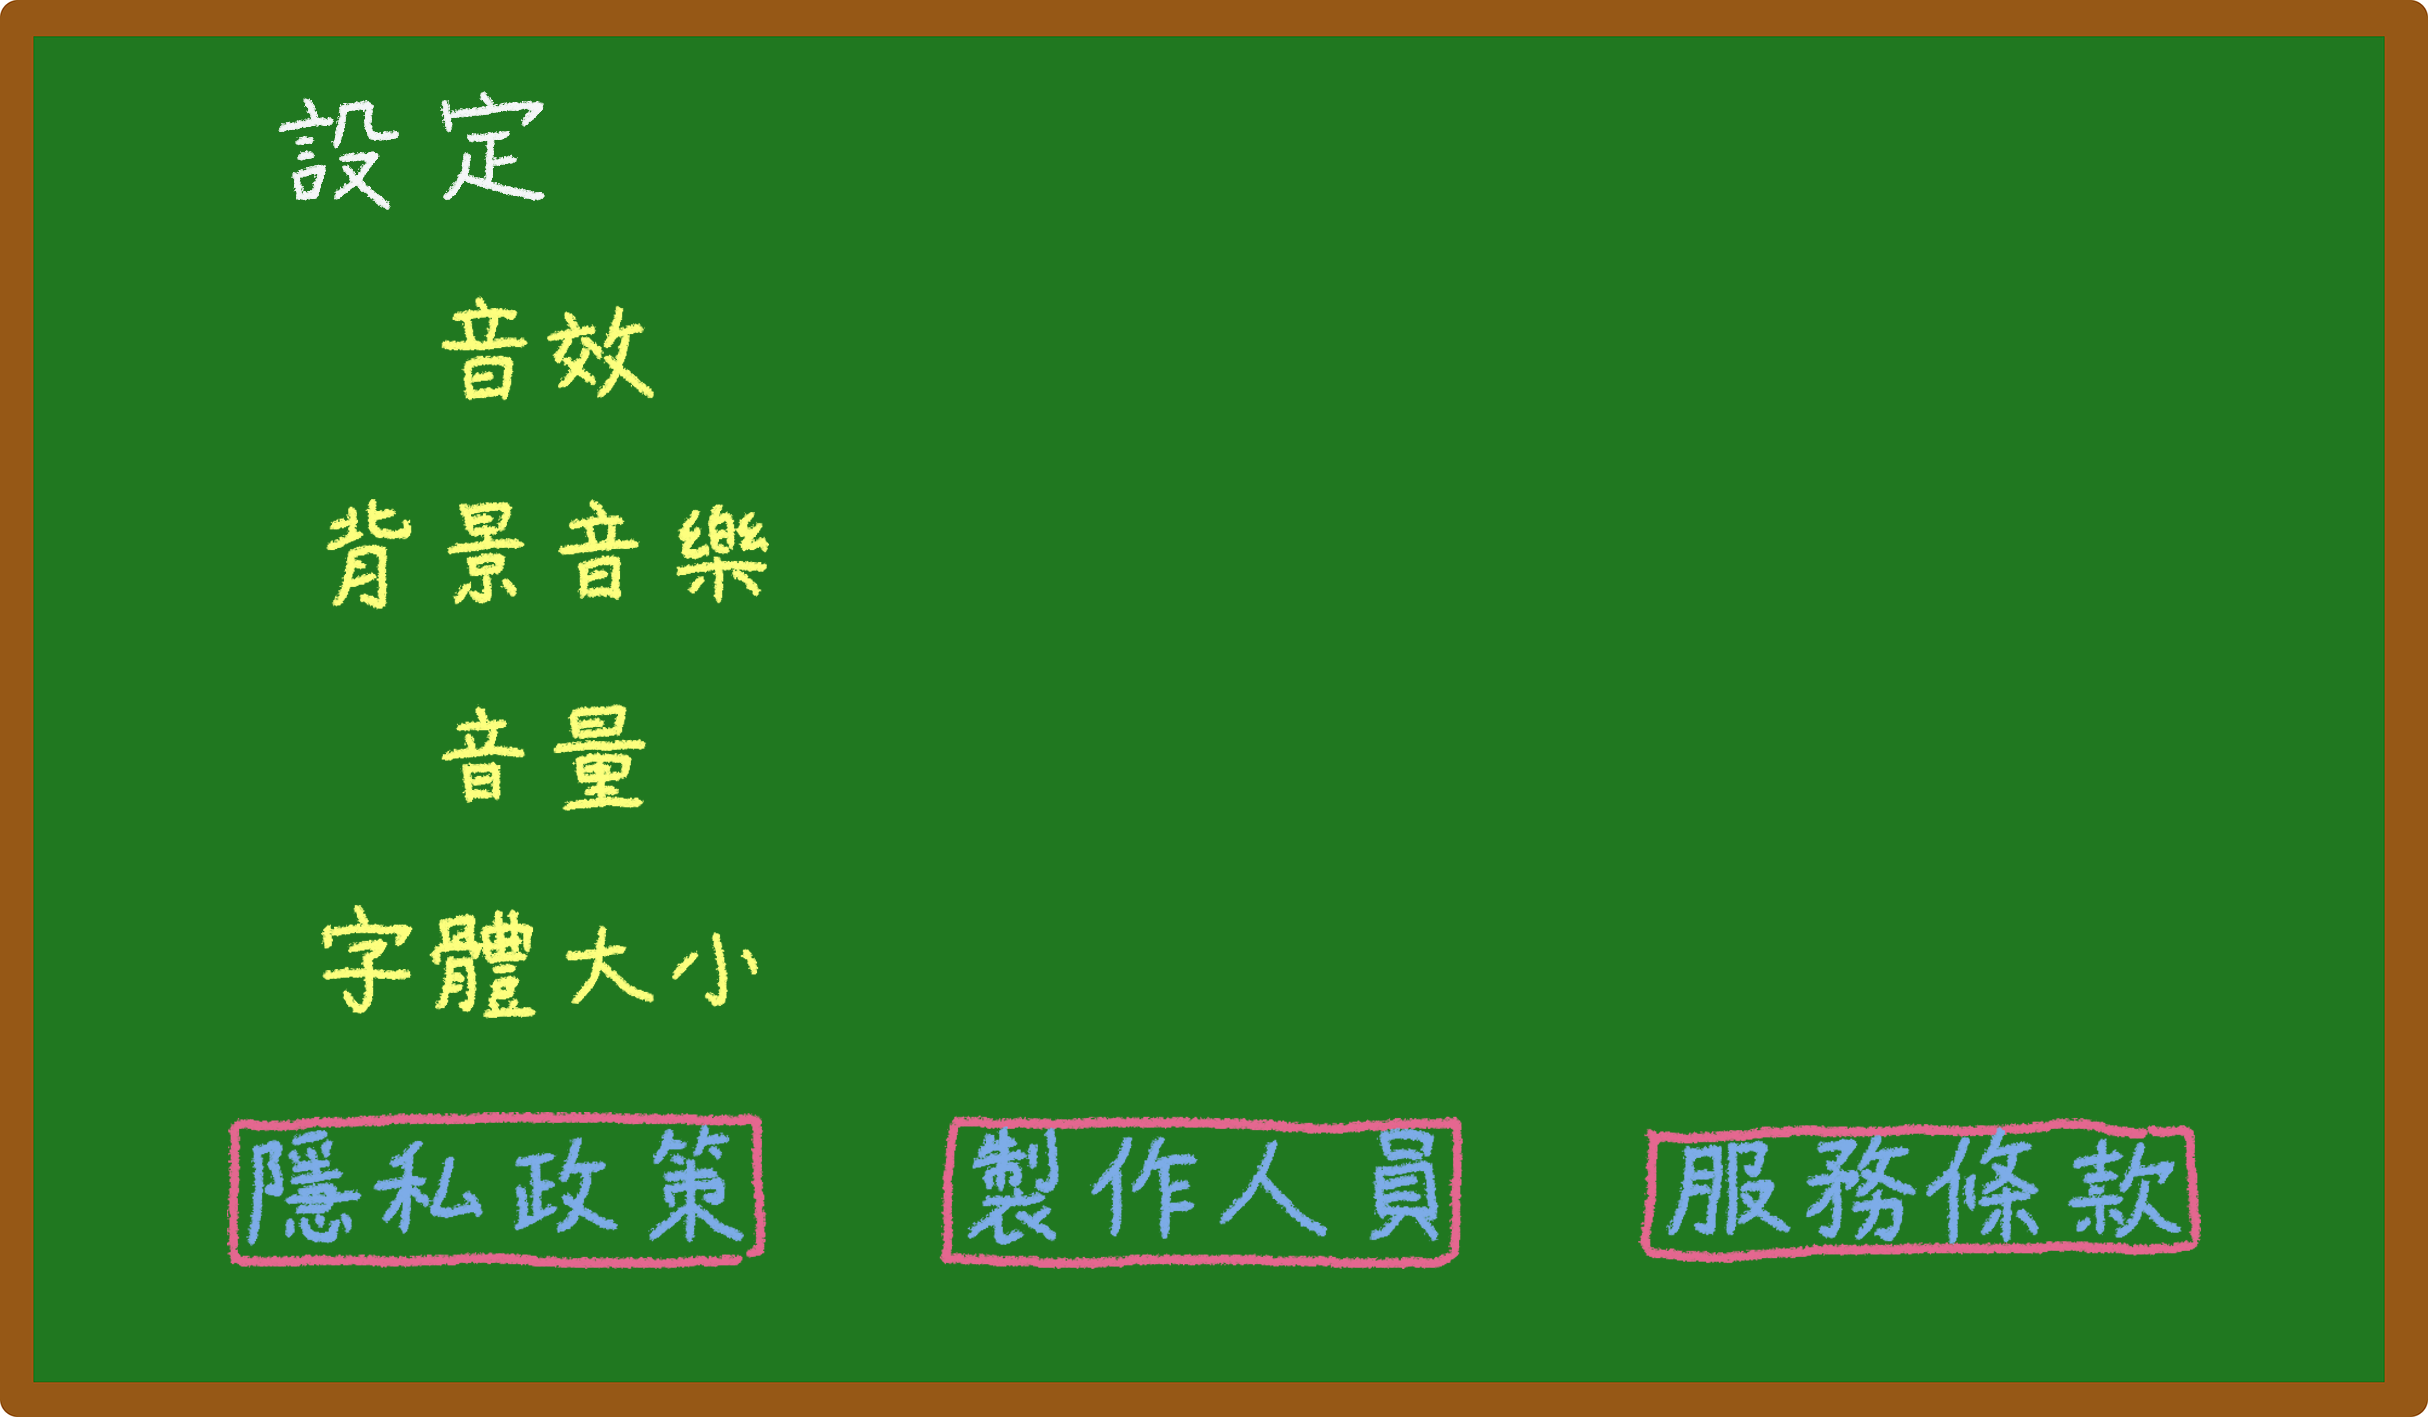 設定
音效
背景音樂
音量
字體大小
隱私政策 製作人員 服務條款